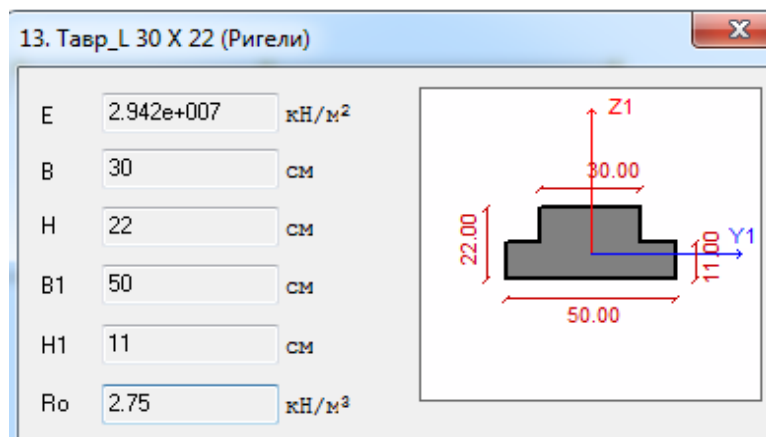 13. Тавр_L 30 X 22 (Ригели)
E 2.942e+007 кН/м²
B 30 см
H 22 см
B1 50 см
H1 11 см
Ro 2.75 кН/м³
Z1
30.00
22.00
11.00
Y1
50.00